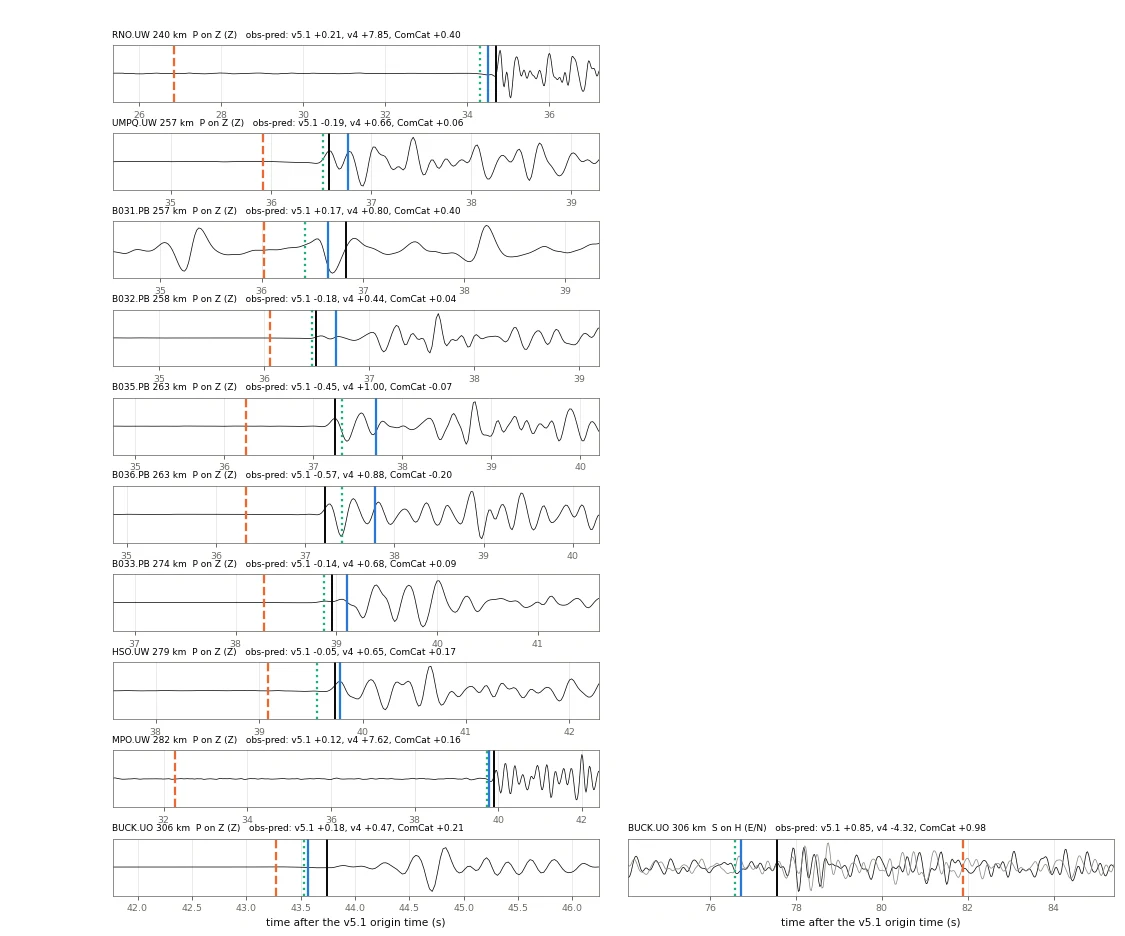 RNO.UW 240 km P on Z (Z) obs-pred: v5.1 +0.21, v4 +7.85, ComCat +0.40
26 28 30 32 34 36
UMPQ.UW 257 km P on Z (Z) obs-pred: v5.1 -0.19, v4 +0.66, ComCat +0.06
35 36 37 38 39
B031.PB 257 km P on Z (Z) obs-pred: v5.1 +0.17, v4 +0.80, ComCat +0.40
35 36 37 38 39
B032.PB 258 km P on Z (Z) obs-pred: v5.1 -0.18, v4 +0.44, ComCat +0.04
35 36 37 38 39
B035.PB 263 km P on Z (Z) obs-pred: v5.1 -0.45, v4 +1.00, ComCat -0.07
35 36 37 38 39 40
B036.PB 263 km P on Z (Z) obs-pred: v5.1 -0.57, v4 +0.88, ComCat -0.20
35 36 37 38 39 40
B033.PB 274 km P on Z (Z) obs-pred: v5.1 -0.14, v4 +0.68, ComCat +0.09
37 38 39 40 41
HSO.UW 279 km P on Z (Z) obs-pred: v5.1 -0.05, v4 +0.65, ComCat +0.17
38 39 40 41 42
MPO.UW 282 km P on Z (Z) obs-pred: v5.1 +0.12, v4 +7.62, ComCat +0.16
32 34 36 38 40 42
BUCK.UO 306 km P on Z (Z) obs-pred: v5.1 +0.18, v4 +0.47, ComCat +0.21
42.0 42.5 43.0 43.5 44.0 44.5 45.0 45.5 46.0
time after the v5.1 origin time (s)
BUCK.UO 306 km S on H (E/N) obs-pred: v5.1 +0.85, v4 -4.32, ComCat +0.98
76 78 80 82 84
time after the v5.1 origin time (s)